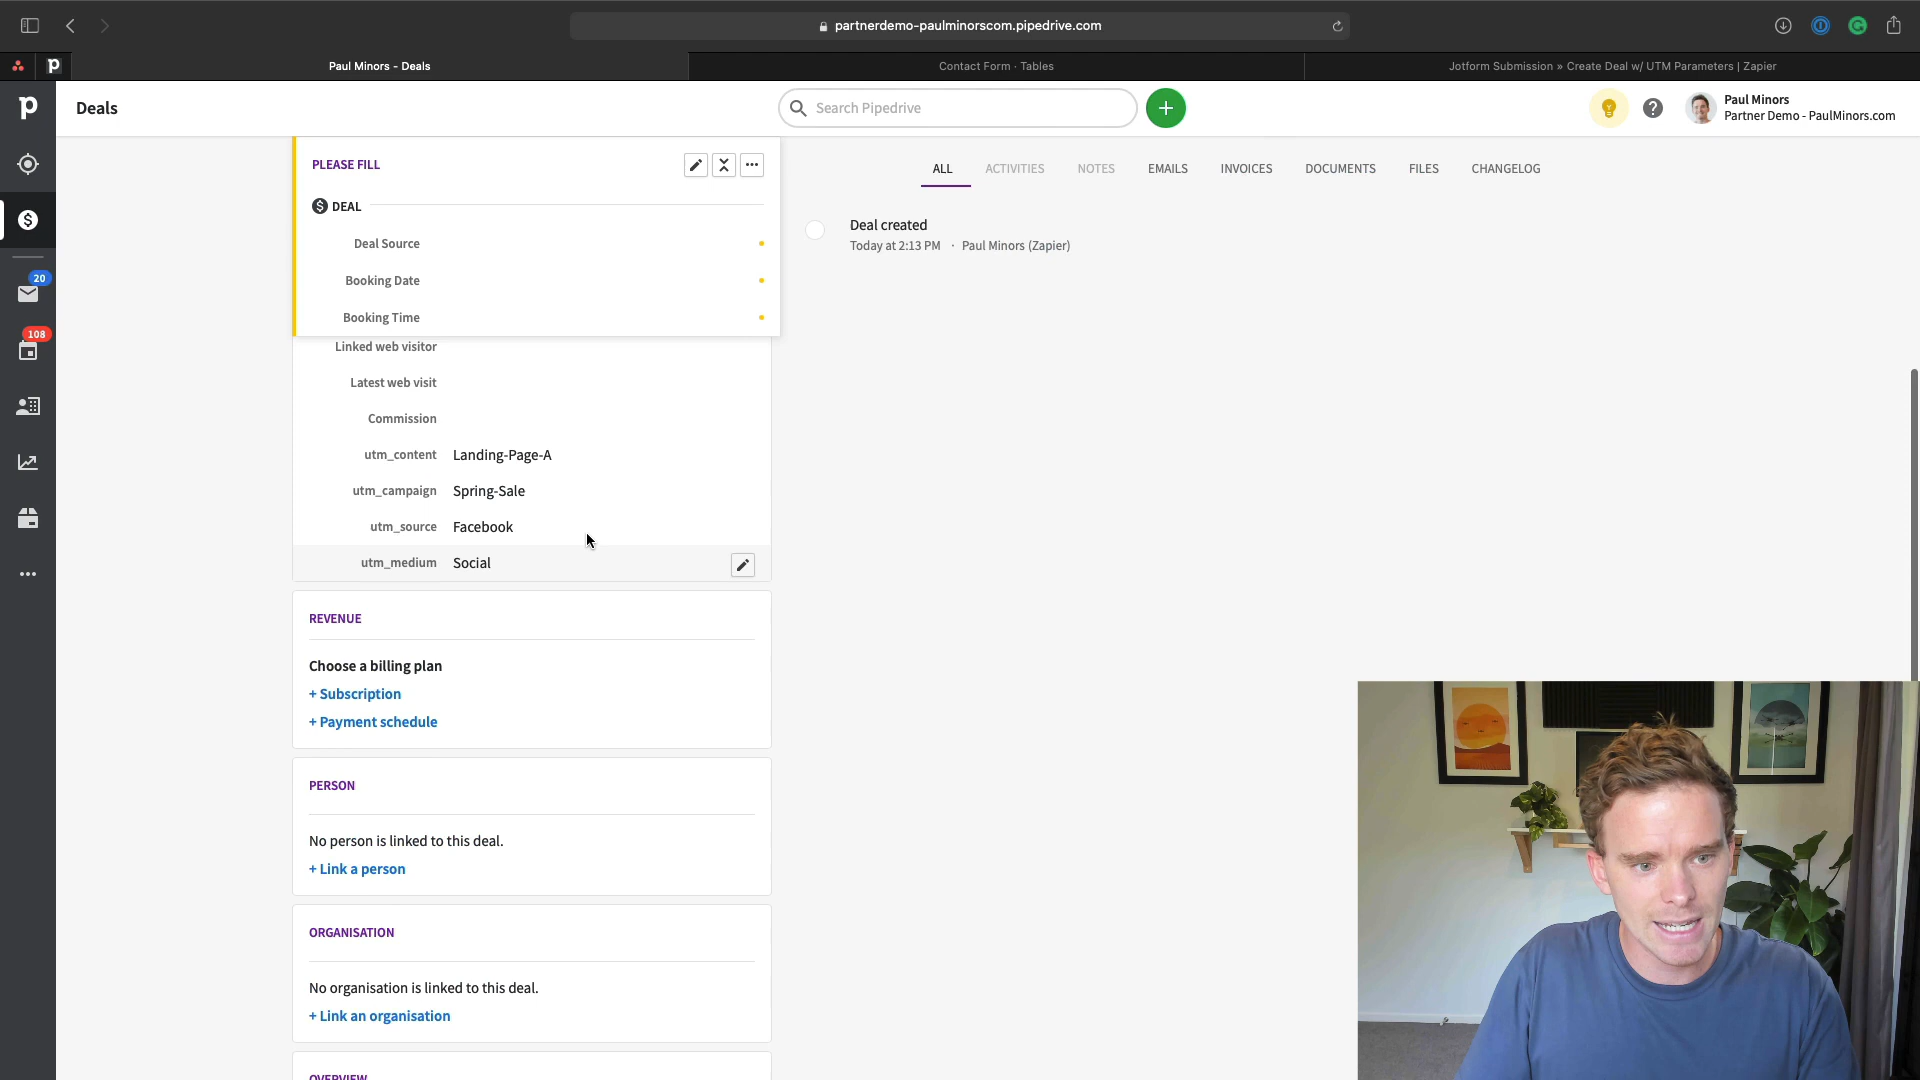 partnerdemo-paulminorscom.pipedrive.com
Paul Minors - Deals
Contact Form · Tables
Jotform Submission » Create Deal w/ UTM Parameters | Zapier
Deals
Search Pipedrive
Paul Minors
Partner Demo - PaulMinors.com
20
108
PLEASE FILL
DEAL
Deal Source
Booking Date
Booking Time
Linked web visitor
Latest web visit
Commission
utm_content Landing-Page-A
utm_campaign Spring-Sale
utm_source Facebook
utm_medium Social
REVENUE
Choose a billing plan
+ Subscription
+ Payment schedule
PERSON
No person is linked to this deal.
+ Link a person
ORGANISATION
No organisation is linked to this deal.
+ Link an organisation
OVERVIEW
ALL ACTIVITIES NOTES EMAILS INVOICES DOCUMENTS FILES CHANGELOG
Deal created
Today at 2:13 PM · Paul Minors (Zapier)